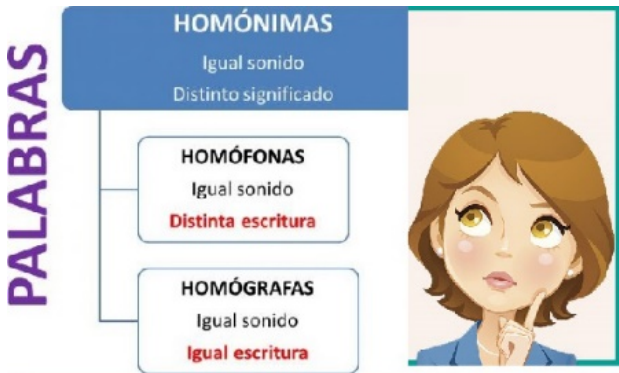 PALABRAS
HOMÓNIMAS
Igual sonido
Distinto significado
HOMÓFONAS
Igual sonido
Distinta escritura
HOMÓGRAFAS
Igual sonido
Igual escritura